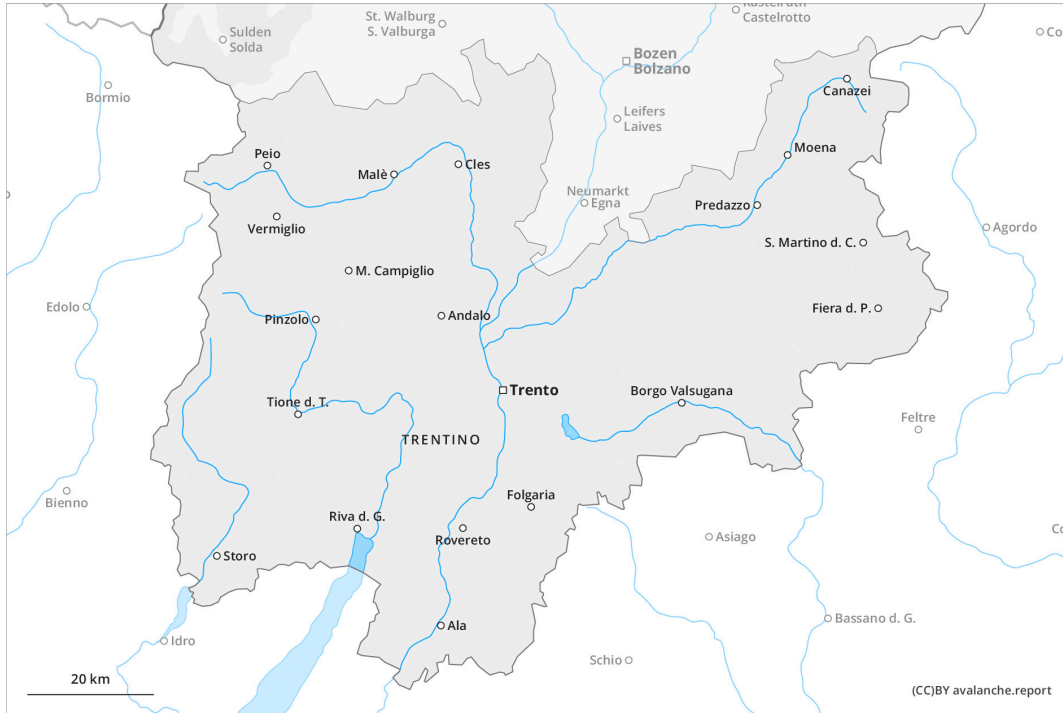 Kastelruth
Castelrotto
St. Walburg
S. Valburga
Sulden
Solda
Co
Bozen
Bolzano
Bormio
Canazei
Leifers
Laives
Moena
Peio
Malè
Cles
Neumarkt
Egna
Predazzo
Vermiglio
Agordo
S. Martino d. C.
M. Campiglio
Edolo
Pinzolo
Andalo
Fiera d. P.
Trento
Borgo Valsugana
Tione d. T.
Feltre
TRENTINO
Bienno
Folgaria
Riva d. G.
Co
Rovereto
Asiago
Storo
Bassano d. G.
Ala
Idro
Schio
20 km
(CC)BY avalanche.report